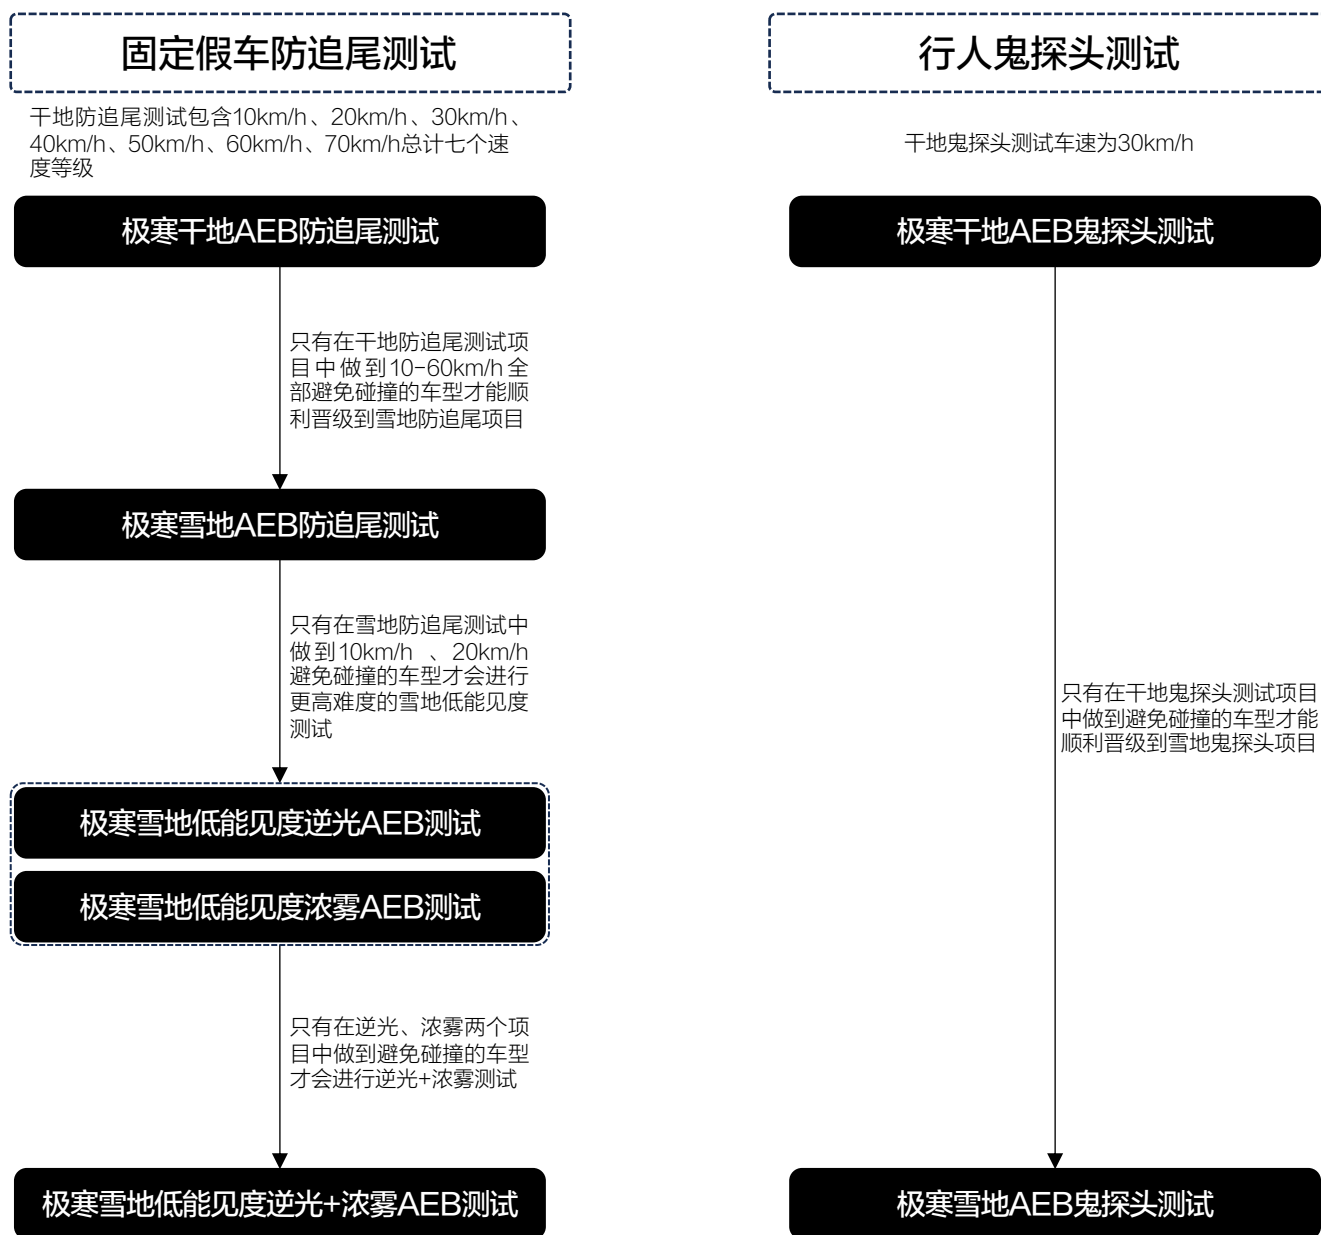 固定假车防追尾测试
干地防追尾测试包含10km/h、20km/h、30km/h、
40km/h、50km/h、60km/h、70km/h总计七个速
度等级
极寒干地AEB防追尾测试
只有在干地防追尾测试项
目中做到10-60km/h全
部避免碰撞的车型才能顺
利晋级到雪地防追尾项目
极寒雪地AEB防追尾测试
只有在雪地防追尾测试中
做到10km/h 、20km/h
避免碰撞的车型才会进行
更高难度的雪地低能见度
测试
极寒雪地低能见度逆光AEB测试
极寒雪地低能见度浓雾AEB测试
只有在逆光、浓雾两个项
目中做到避免碰撞的车型
才会进行逆光+浓雾测试
极寒雪地低能见度逆光+浓雾AEB测试
行人鬼探头测试
干地鬼探头测试车速为30km/h
极寒干地AEB鬼探头测试
只有在干地鬼探头测试项目
中做到避免碰撞的车型才能
顺利晋级到雪地鬼探头项目
极寒雪地AEB鬼探头测试